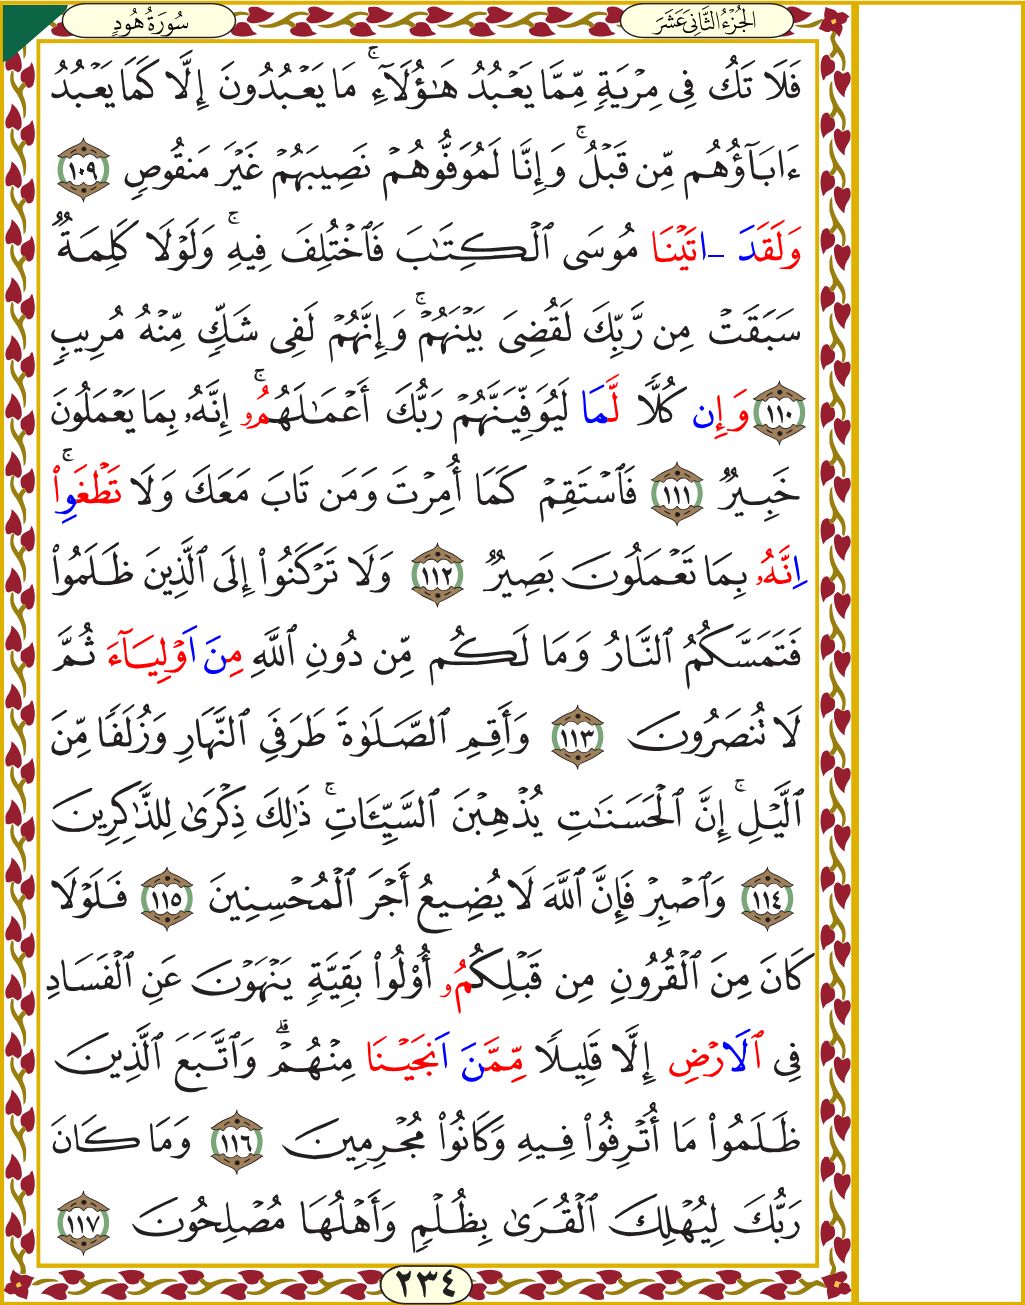 الجُزْءُ الثَّانِيَ عَشَرَ
سُورَةُ هُودٍ
فَلَا تَكُ فِي مِرْيَةٍ مِّمَّا يَعْبُدُ هَـٰٓؤُلَآءِۚ مَا يَعْبُدُونَ إِلَّا كَمَا يَعْبُدُ
ءَابَآؤُهُم مِّن قَبْلُۚ وَإِنَّا لَمُوَفُّوهُمْ نَصِيبَهُمْ غَيْرَ مَنقُوصٍ ١٠٩
وَلَقَدَ ـاتَيْنَا مُوسَى ٱلْكِتَـٰبَ فَٱخْتُلِفَ فِيهِۚ وَلَوْلَا كَلِمَةٌ
سَبَقَتْ مِن رَّبِّكَ لَقُضِيَ بَيْنَهُمْۚ وَإِنَّهُمْ لَفِي شَكٍّ مِّنْهُ مُرِيبٍ
١١٠ وَإِن كُلًّا لَّمَا لَيُوَفِّيَنَّهُمْ رَبُّكَ أَعْمَـٰلَهُمُۥۚ إِنَّهُۥ بِمَا يَعْمَلُونَ
خَبِيرٌ ١١١ فَٱسْتَقِمْ كَمَا أُمِرْتَ وَمَن تَابَ مَعَكَ وَلَا تَطْغَوِاْۚ
اِنَّهُۥ بِمَا تَعْمَلُونَ بَصِيرٌ ١١٢ وَلَا تَرْكَنُوٓاْ إِلَى ٱلَّذِينَ ظَلَمُواْ
فَتَمَسَّكُمُ ٱلنَّارُ وَمَا لَكُم مِّن دُونِ ٱللَّهِ مِنَ اَوْلِيَآءَ ثُمَّ
لَا تُنصَرُونَ ١١٣ وَأَقِمِ ٱلصَّلَوٰةَ طَرَفَيِ ٱلنَّهَارِ وَزُلَفًا مِّنَ
ٱلَّيْلِۚ إِنَّ ٱلْحَسَنَـٰتِ يُذْهِبْنَ ٱلسَّيِّـَٔاتِۚ ذَٰلِكَ ذِكْرَىٰ لِلذَّٰكِرِينَ
١١٤ وَٱصْبِرْ فَإِنَّ ٱللَّهَ لَا يُضِيعُ أَجْرَ ٱلْمُحْسِنِينَ ١١٥ فَلَوْلَا
كَانَ مِنَ ٱلْقُرُونِ مِن قَبْلِكُمُۥ أُوْلُواْ بَقِيَّةٍ يَنْهَوْنَ عَنِ ٱلْفَسَادِ
فِي ٱلَارْضِ إِلَّا قَلِيلًا مِّمَّنَ اَنجَيْنَا مِنْهُمْۗ وَٱتَّبَعَ ٱلَّذِينَ
ظَلَمُواْ مَا أُتْرِفُواْ فِيهِ وَكَانُواْ مُجْرِمِينَ ١١٦ وَمَا كَانَ
رَبُّكَ لِيُهْلِكَ ٱلْقُرَىٰ بِظُلْمٍ وَأَهْلُهَا مُصْلِحُونَ ١١٧
٢٣٤